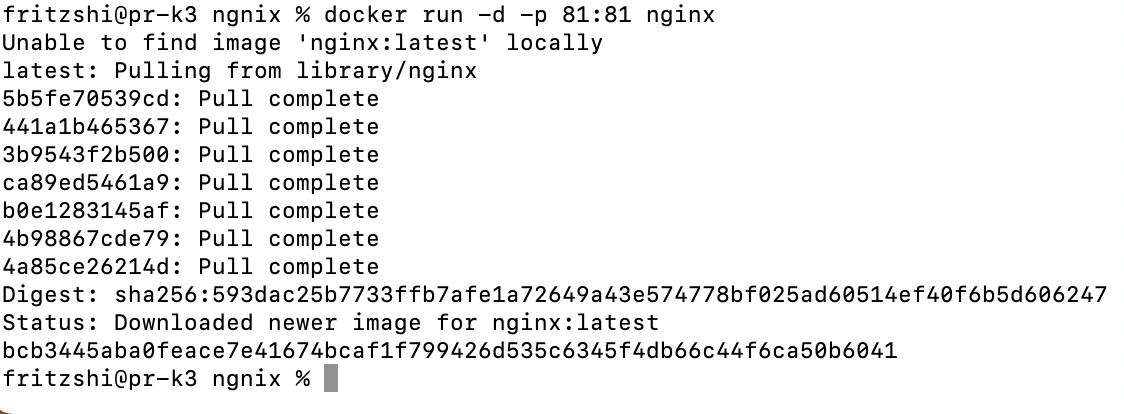 fritzshi@pr-k3 ngnix % docker run -d -p 81:81 nginx
Unable to find image 'nginx:latest' locally
latest: Pulling from library/nginx
5b5fe70539cd: Pull complete
441a1b465367: Pull complete
3b9543f2b500: Pull complete
ca89ed5461a9: Pull complete
b0e1283145af: Pull complete
4b98867cde79: Pull complete
4a85ce26214d: Pull complete
Digest: sha256:593dac25b7733ffb7afe1a72649a43e574778bf025ad60514ef40f6b5d606247
Status: Downloaded newer image for nginx:latest
bcb3445aba0feace7e41674bcaf1f799426d535c6345f4db66c44f6ca50b6041
fritzshi@pr-k3 ngnix %